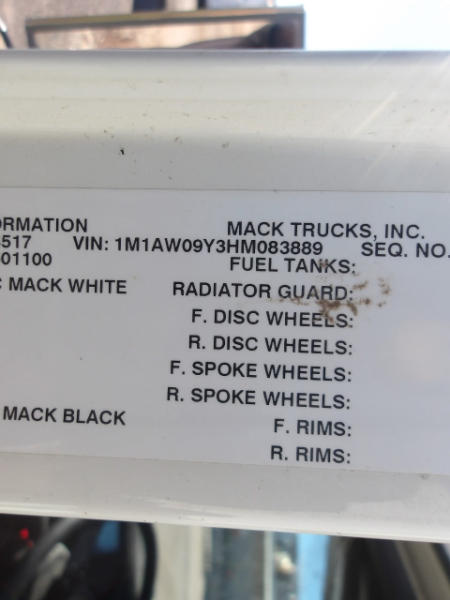 ORMATION MACK TRUCKS, INC.
517 VIN: 1M1AW09Y3HM083889 SEQ. NO.
01100 FUEL TANKS:
MACK WHITE RADIATOR GUARD:
F. DISC WHEELS:
R. DISC WHEELS:
F. SPOKE WHEELS:
R. SPOKE WHEELS:
MACK BLACK F. RIMS:
R. RIMS: